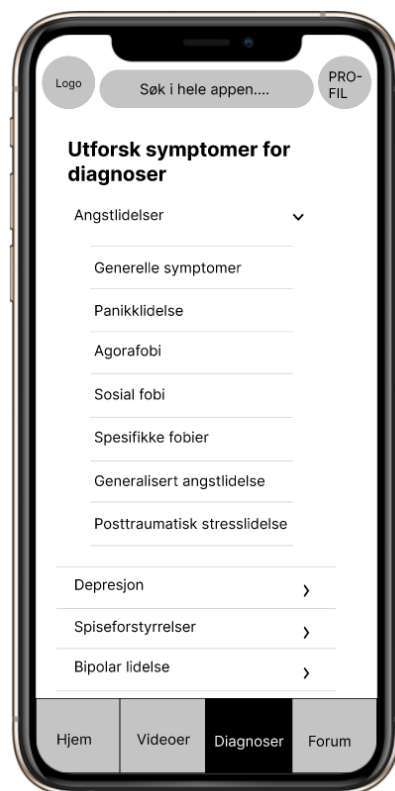 Logo
Søk i hele appen....
PRO-
FIL
Utforsk symptomer for
diagnoser
Angstlidelser
Generelle symptomer
Panikklidelse
Agorafobi
Sosial fobi
Spesifikke fobier
Generalisert angstlidelse
Posttraumatisk stresslidelse
Depresjon
Spiseforstyrrelser
Bipolar lidelse
Hjem
Videoer
Diagnoser
Forum